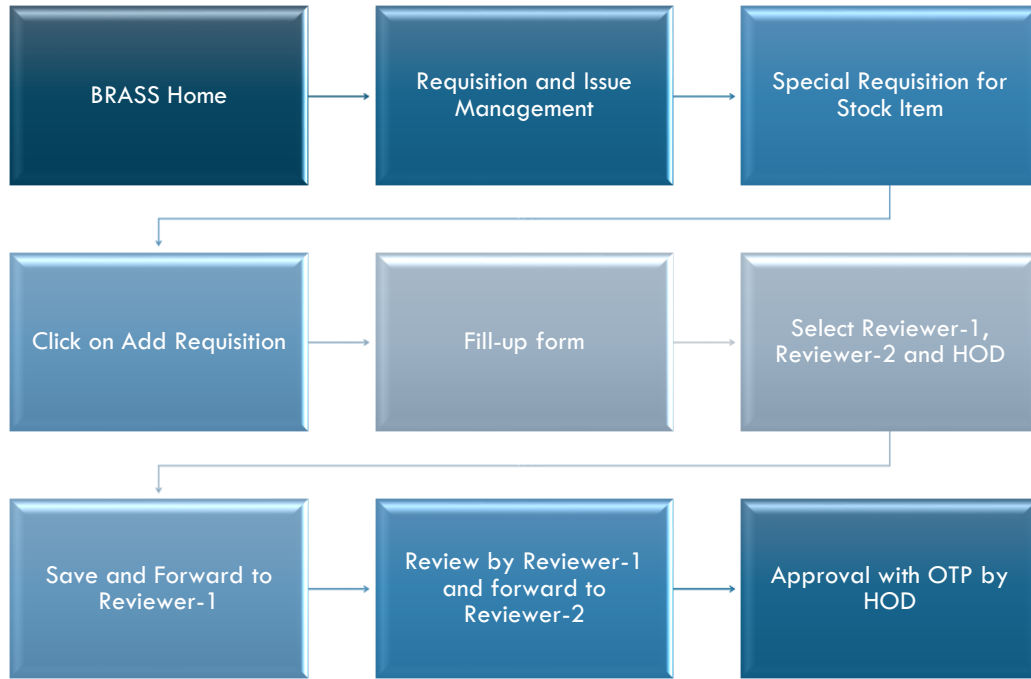 BRASS Home
Requisition and Issue
Management
Special Requisition for
Stock Item
Click on Add Requisition
Fill-up form
Select Reviewer-1,
Reviewer-2 and HOD
Save and Forward to
Reviewer-1
Review by Reviewer-1
and forward to
Reviewer-2
Approval with OTP by
HOD